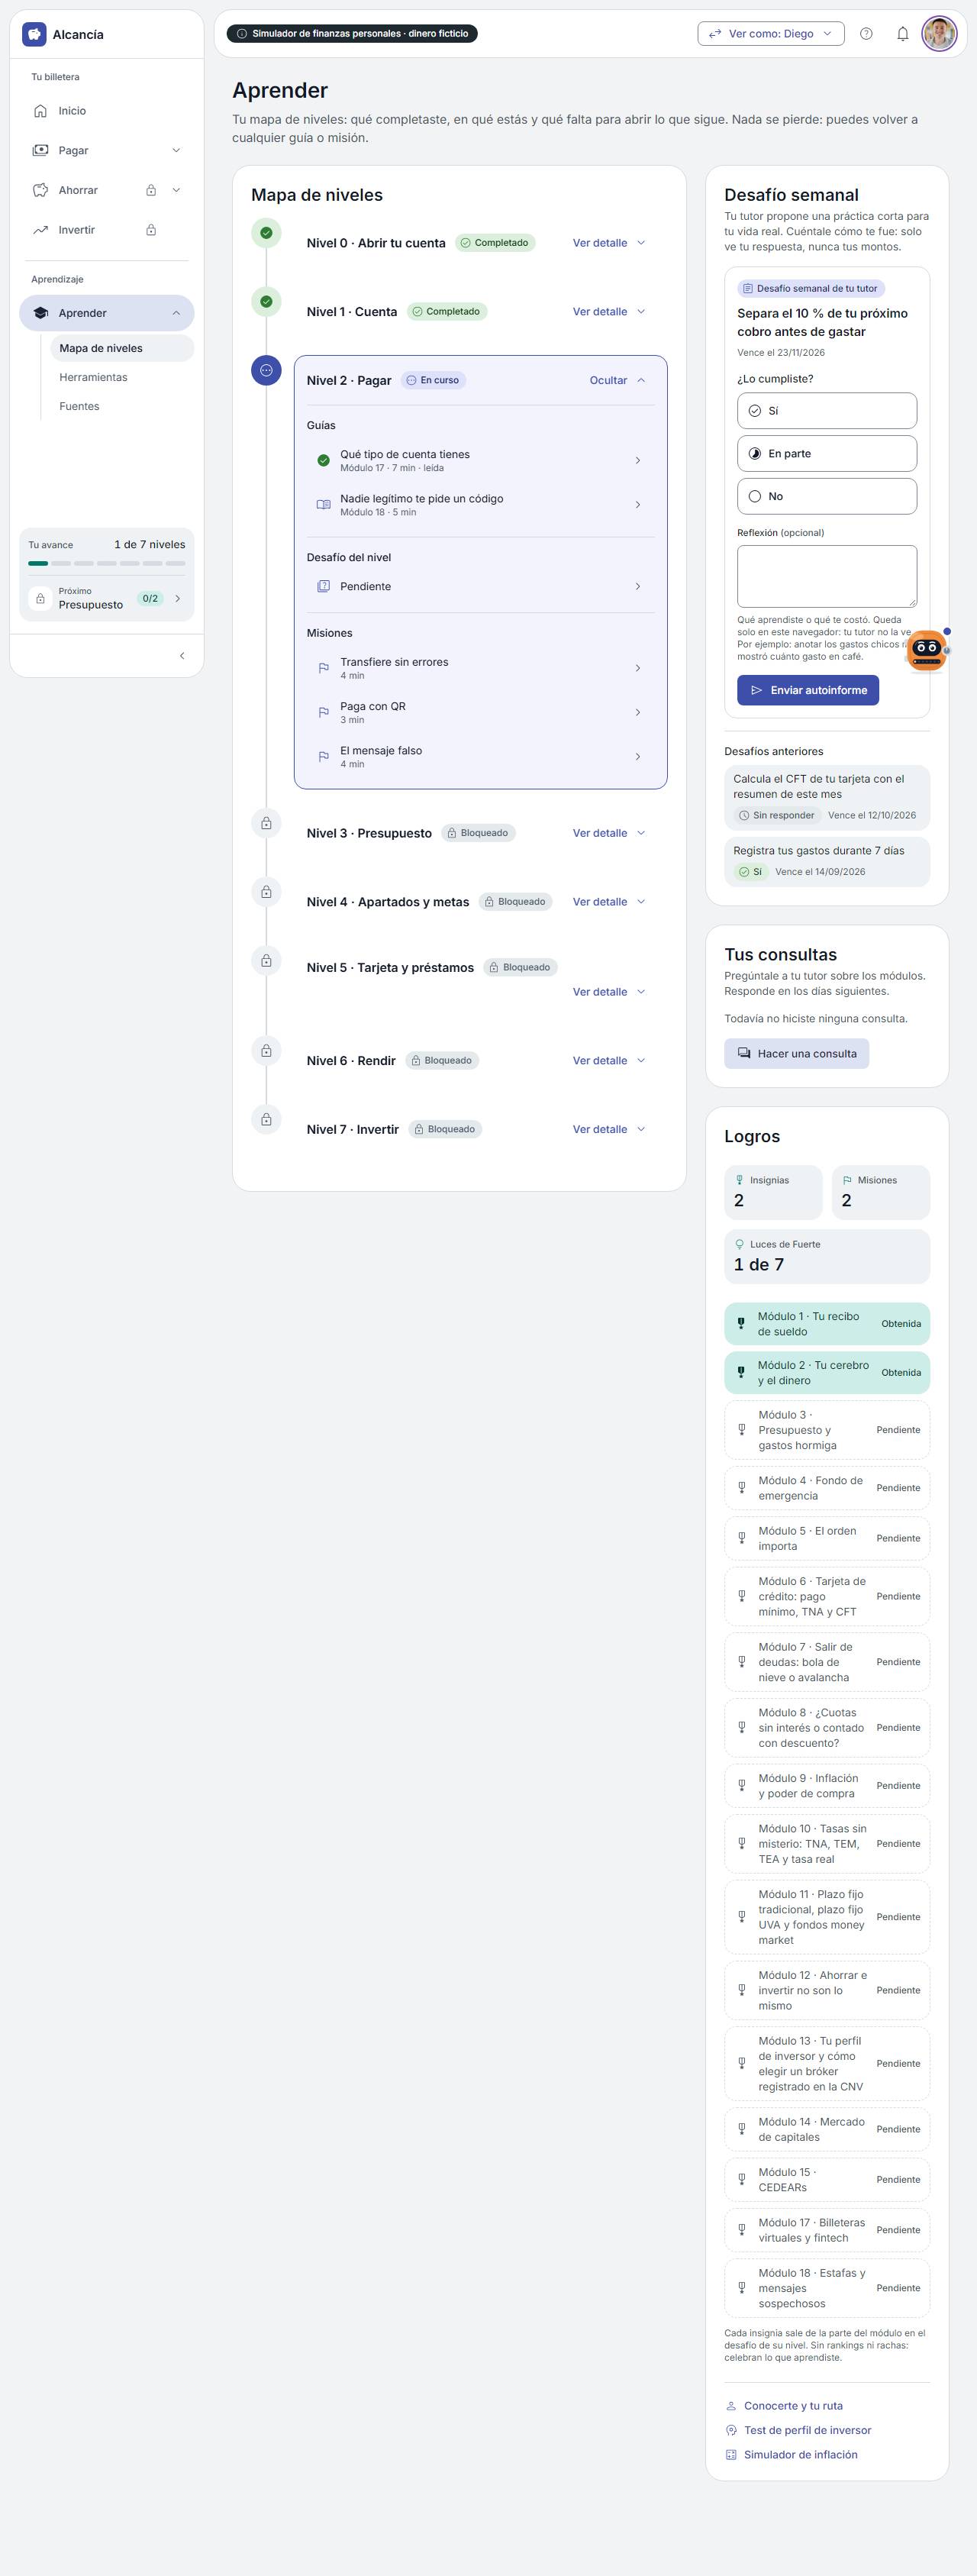 Alcancía
Tu billetera
Inicio
Pagar
Ahorrar
Invertir
Aprendizaje
Aprender
Mapa de niveles
Herramientas
Fuentes
Tu avance
1 de 7 niveles
Próximo
Presupuesto
0/2
Simulador de finanzas personales · dinero ficticio
Ver como: Diego
Aprender
Tu mapa de niveles: qué completaste, en qué estás y qué falta para abrir lo que sigue. Nada se pierde: puedes volver a
cualquier guía o misión.
Mapa de niveles
Nivel 0 · Abrir tu cuenta
Completado
Ver detalle
Nivel 1 · Cuenta
Completado
Ver detalle
Nivel 2 · Pagar
En curso
Ocultar
Guías
Qué tipo de cuenta tienes
Módulo 17 · 7 min · leída
Nadie legítimo te pide un código
Módulo 18 · 5 min
Desafío del nivel
Pendiente
Misiones
Transfiere sin errores
4 min
Paga con QR
3 min
El mensaje falso
4 min
Nivel 3 · Presupuesto
Bloqueado
Ver detalle
Nivel 4 · Apartados y metas
Bloqueado
Ver detalle
Nivel 5 · Tarjeta y préstamos
Bloqueado
Ver detalle
Nivel 6 · Rendir
Bloqueado
Ver detalle
Nivel 7 · Invertir
Bloqueado
Ver detalle
Desafío semanal
Tu tutor propone una práctica corta para
tu vida real. Cuéntale cómo te fue: solo
ve tu respuesta, nunca tus montos.
Desafío semanal de tu tutor
Separa el 10 % de tu próximo
cobro antes de gastar
Vence el 23/11/2026
¿Lo cumpliste?
Sí
En parte
No
Reflexión (opcional)
Qué aprendiste o qué te costó. Queda
solo en este navegador: tu tutor no la ve.
Por ejemplo: anotar los gastos chicos
mostró cuánto gasto en café.
Enviar autoinforme
Desafíos anteriores
Calcula el CFT de tu tarjeta con el
resumen de este mes
Sin responder
Vence el 12/10/2026
Registra tus gastos durante 7 días
Sí
Vence el 14/09/2026
Tus consultas
Pregúntale a tu tutor sobre los módulos.
Responde en los días siguientes.
Todavía no hiciste ninguna consulta.
Hacer una consulta
Logros
Insignias
2
Misiones
2
Luces de Fuerte
1 de 7
Módulo 1 · Tu recibo
de sueldo
Obtenida
Módulo 2 · Tu cerebro
y el dinero
Obtenida
Módulo 3 ·
Presupuesto y
gastos hormiga
Pendiente
Módulo 4 · Fondo de
emergencia
Pendiente
Módulo 5 · El orden
importa
Pendiente
Módulo 6 · Tarjeta de
crédito: pago
mínimo, TNA y CFT
Pendiente
Módulo 7 · Salir de
deudas: bola de
nieve o avalancha
Pendiente
Módulo 8 · ¿Cuotas
sin interés o contado
con descuento?
Pendiente
Módulo 9 · Inflación
y poder de compra
Pendiente
Módulo 10 · Tasas sin
misterio: TNA, TEM,
TEA y tasa real
Pendiente
Módulo 11 · Plazo fijo
tradicional, plazo fijo
UVA y fondos money
market
Pendiente
Módulo 12 · Ahorrar e
invertir no son lo
mismo
Pendiente
Módulo 13 · Tu perfil
de inversor y cómo
elegir un bróker
registrado en la CNV
Pendiente
Módulo 14 · Mercado
de capitales
Pendiente
Módulo 15 ·
CEDEARs
Pendiente
Módulo 17 · Billeteras
virtuales y fintech
Pendiente
Módulo 18 · Estafas y
mensajes
sospechosos
Pendiente
Cada insignia sale de la parte del módulo en el
desafío de su nivel. Sin rankings ni rachas:
celebran lo que aprendiste.
Conocerte y tu ruta
Test de perfil de inversor
Simulador de inflación